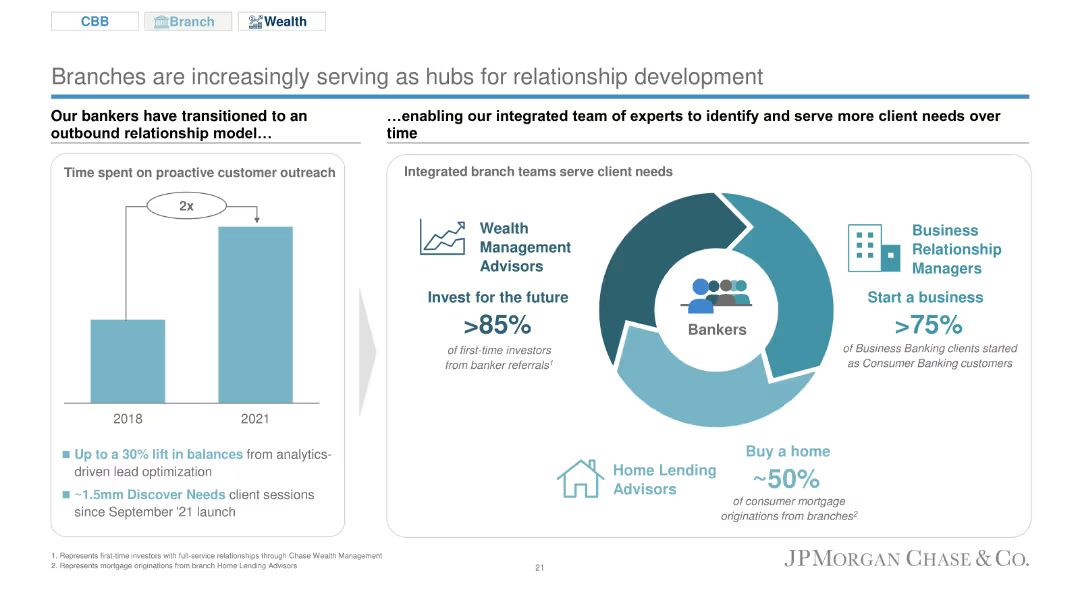 CBB
Branch
Wealth
Branches are increasingly serving as hubs for relationship development
Our bankers have transitioned to an
outbound relationship model…
…enabling our integrated team of experts to identify and serve more client needs over
time
Time spent on proactive customer outreach
2x
2018
2021
■ Up to a 30% lift in balances from analytics-
driven lead optimization
■ ~1.5mm Discover Needs client sessions
since September '21 launch
Integrated branch teams serve client needs
Wealth
Management
Advisors
Invest for the future
>85%
of first-time investors
from banker referrals1
Bankers
Business
Relationship
Managers
Start a business
>75%
of Business Banking clients started
as Consumer Banking customers
Home Lending
Advisors
Buy a home
~50%
of consumer mortgage
originations from branches2
1. Represents first-time investors with full-service relationships through Chase Wealth Management
2. Represents mortgage originations from branch Home Lending Advisors
21
JPMORGAN CHASE & CO.